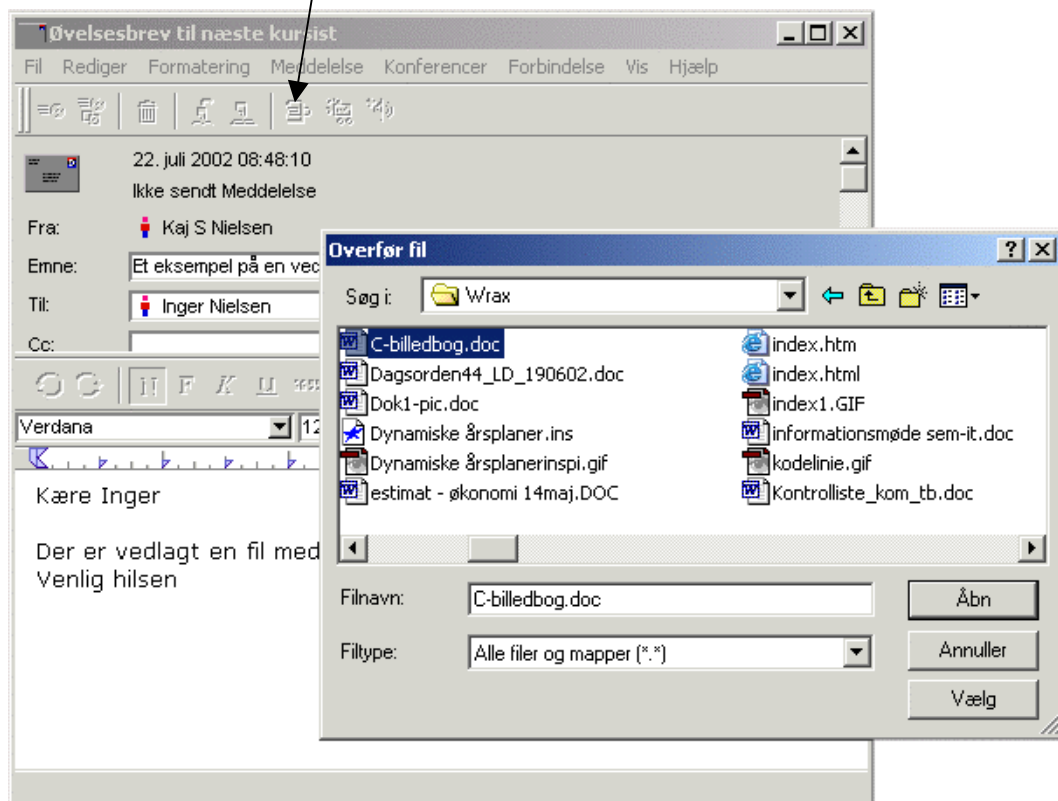 Øvelsesbrev til næste kursist
Fil Rediger Formatering Meddelelse Konferencer Forbindelse Vis Hjælp
22. juli 2002 08:48:10
Ikke sendt Meddelelse
Fra: Kaj S Nielsen
Emne: Et eksempel på en
Til: Inger Nielsen
Cc:
H F K U
Verdana 12
Kære Inger
Der er vedlagt en fil med
Venlig hilsen
Overfør fil
Søg i: Wrax
C-billedbog.doc
Dagsorden44_LD_190602.doc
Dok1-pic.doc
Dynamiske årsplaner.ins
Dynamiske årsplanerinspi.gif
estimat - økonomi 14maj.DOC
index.htm
index.html
index1.GIF
informationsmøde sem-it.doc
kodelinie.gif
Kontrolliste_kom_tb.doc
Filnavn: C-billedbog.doc
Filtype: Alle filer og mapper (*.*)
Åbn
Annuller
Vælg